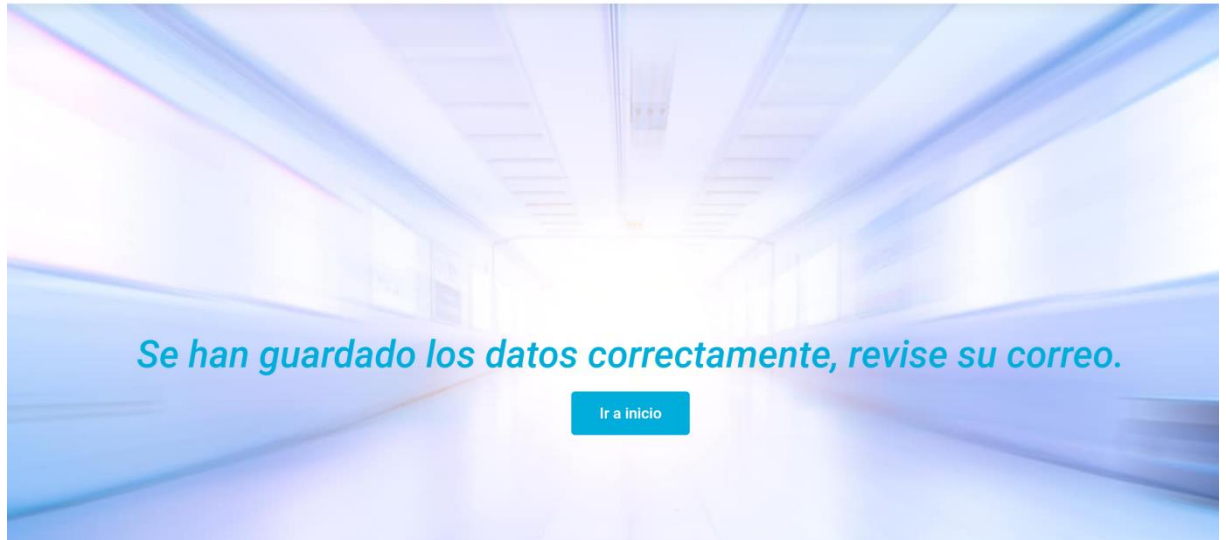 Se han guardado los datos correctamente, revise su correo.
Ir a inicio